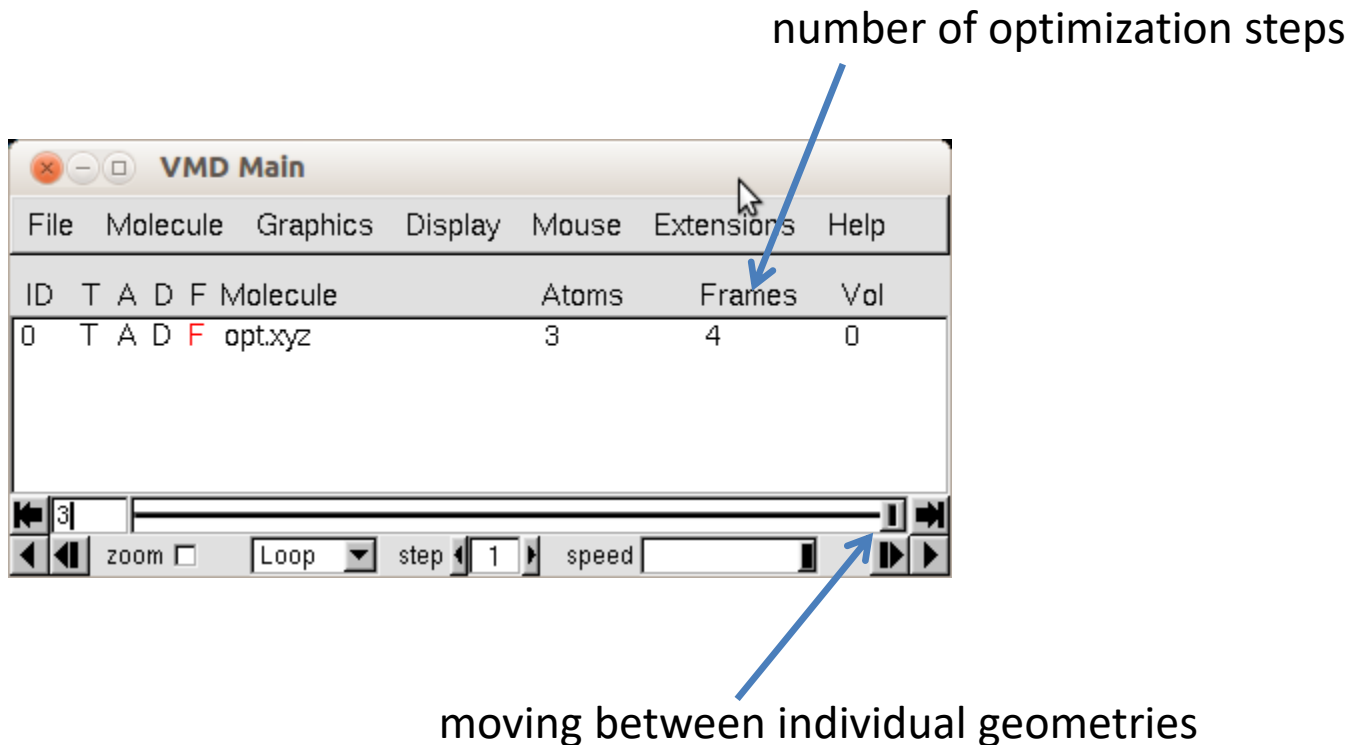 number of optimization steps
VMD Main
File Molecule Graphics Display Mouse Extensions Help
ID T A D F Molecule Atoms Frames Vol
0 T A D F opt.xyz 3 4 0
3
zoom Loop step 1 speed
moving between individual geometries